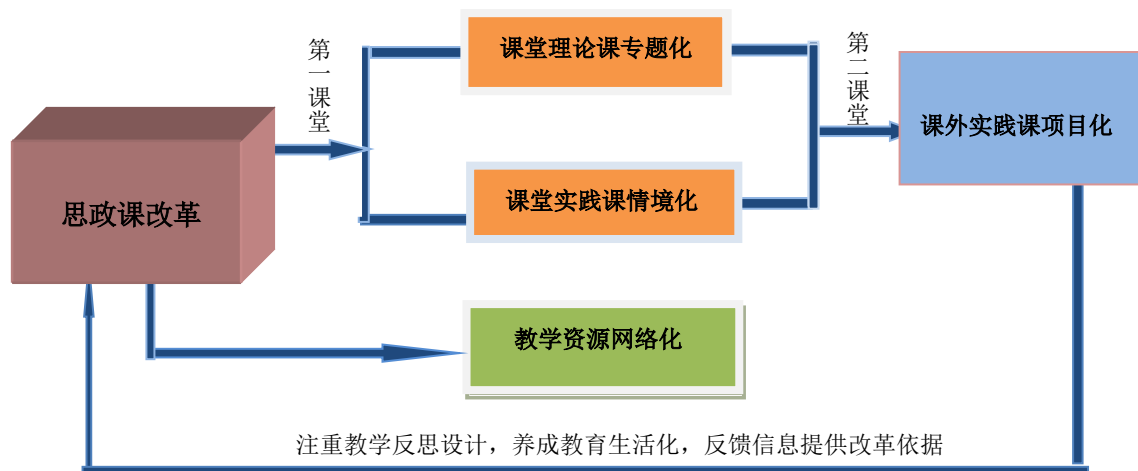 第一课堂
课堂理论课专题化
第二课堂
课外实践课项目化
思政课改革
课堂实践课情境化
教学资源网络化
注重教学反思设计，养成教育生活化，反馈信息提供改革依据